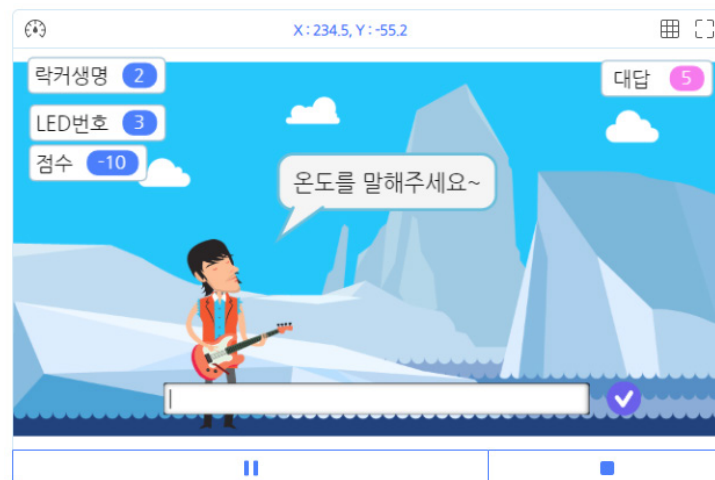 X : 234.5, Y : -55.2
락커생명 2
대답 5
LED번호 3
점수 -10
온도를 말해주세요~